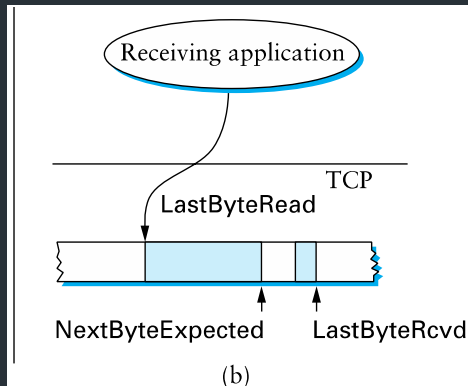 Receiving application
TCP
LastByteRead
NextByteExpected LastByteRcvd
(b)